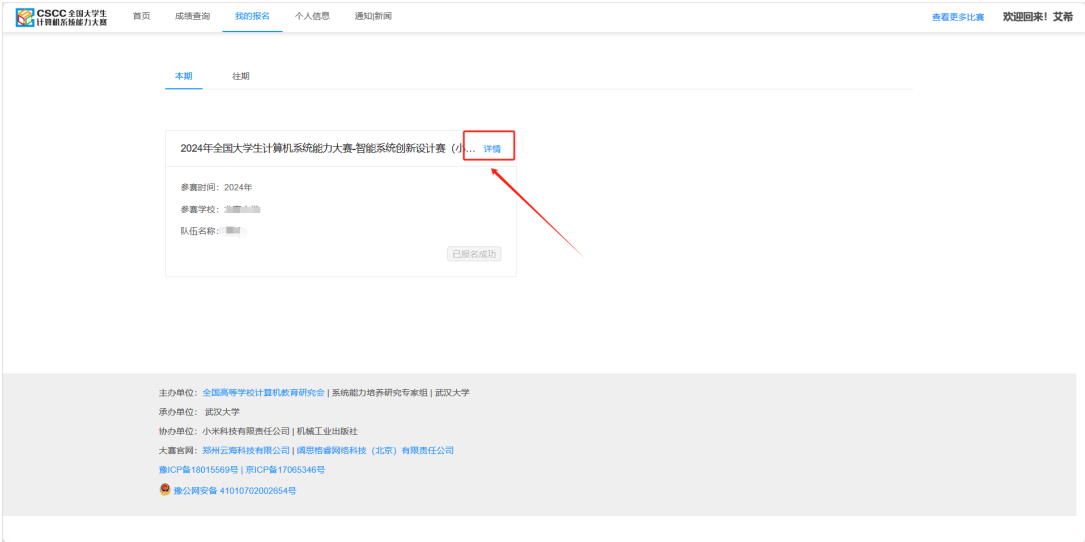 CSCC 全国大学生
计算机系统能力大赛
首页 成绩查询 我的报名 个人信息 通知|新闻 查看更多比赛 欢迎回来！艾希
本期 往期
2024年全国大学生计算机系统能力大赛-智能系统创新设计赛（小... 详情
参赛时间：2024年
参赛学校：
队伍名称：
已报名成功
主办单位：全国高等学校计算机教育研究会 | 系统能力培养研究专家组 | 武汉大学
承办单位： 武汉大学
协办单位：小米科技有限责任公司 | 机械工业出版社
大赛官网：郑州云海科技有限公司 | 阔思格睿网络科技（北京）有限责任公司
豫ICP备18015569号 | 京ICP备17065346号
豫公网安备 41010702002654号